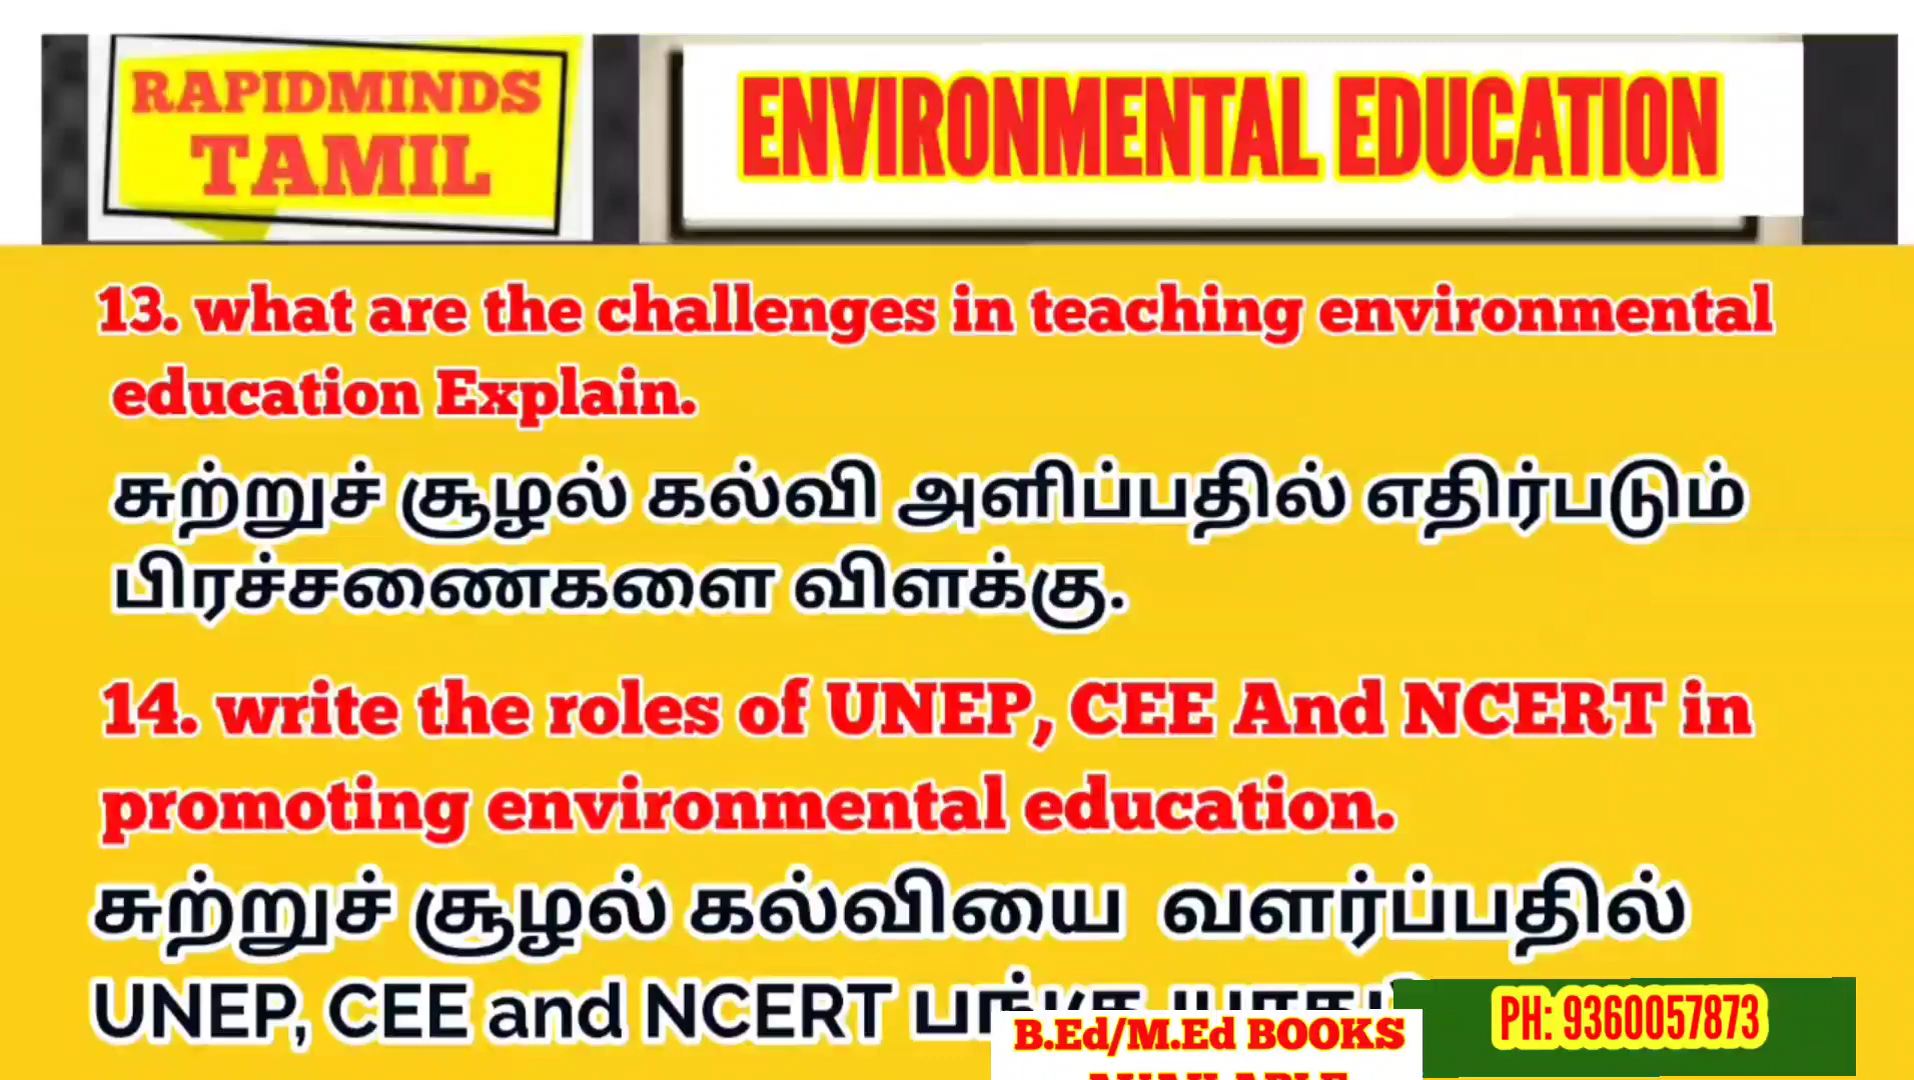 RAPIDMINDS
TAMIL
ENVIRONMENTAL EDUCATION
13. what are the challenges in teaching environmental
education Explain.
சுற்றுச் சூழல் கல்வி அளிப்பதில் எதிர்படும்
பிரச்சணைகளை விளக்கு.
14. write the roles of UNEP, CEE And NCERT in
promoting environmental education.
சுற்றுச் சூழல் கல்வியை வளர்ப்பதில்
UNEP, CEE and NCERT
PH: 9360057873
B.Ed/M.Ed BOOKS